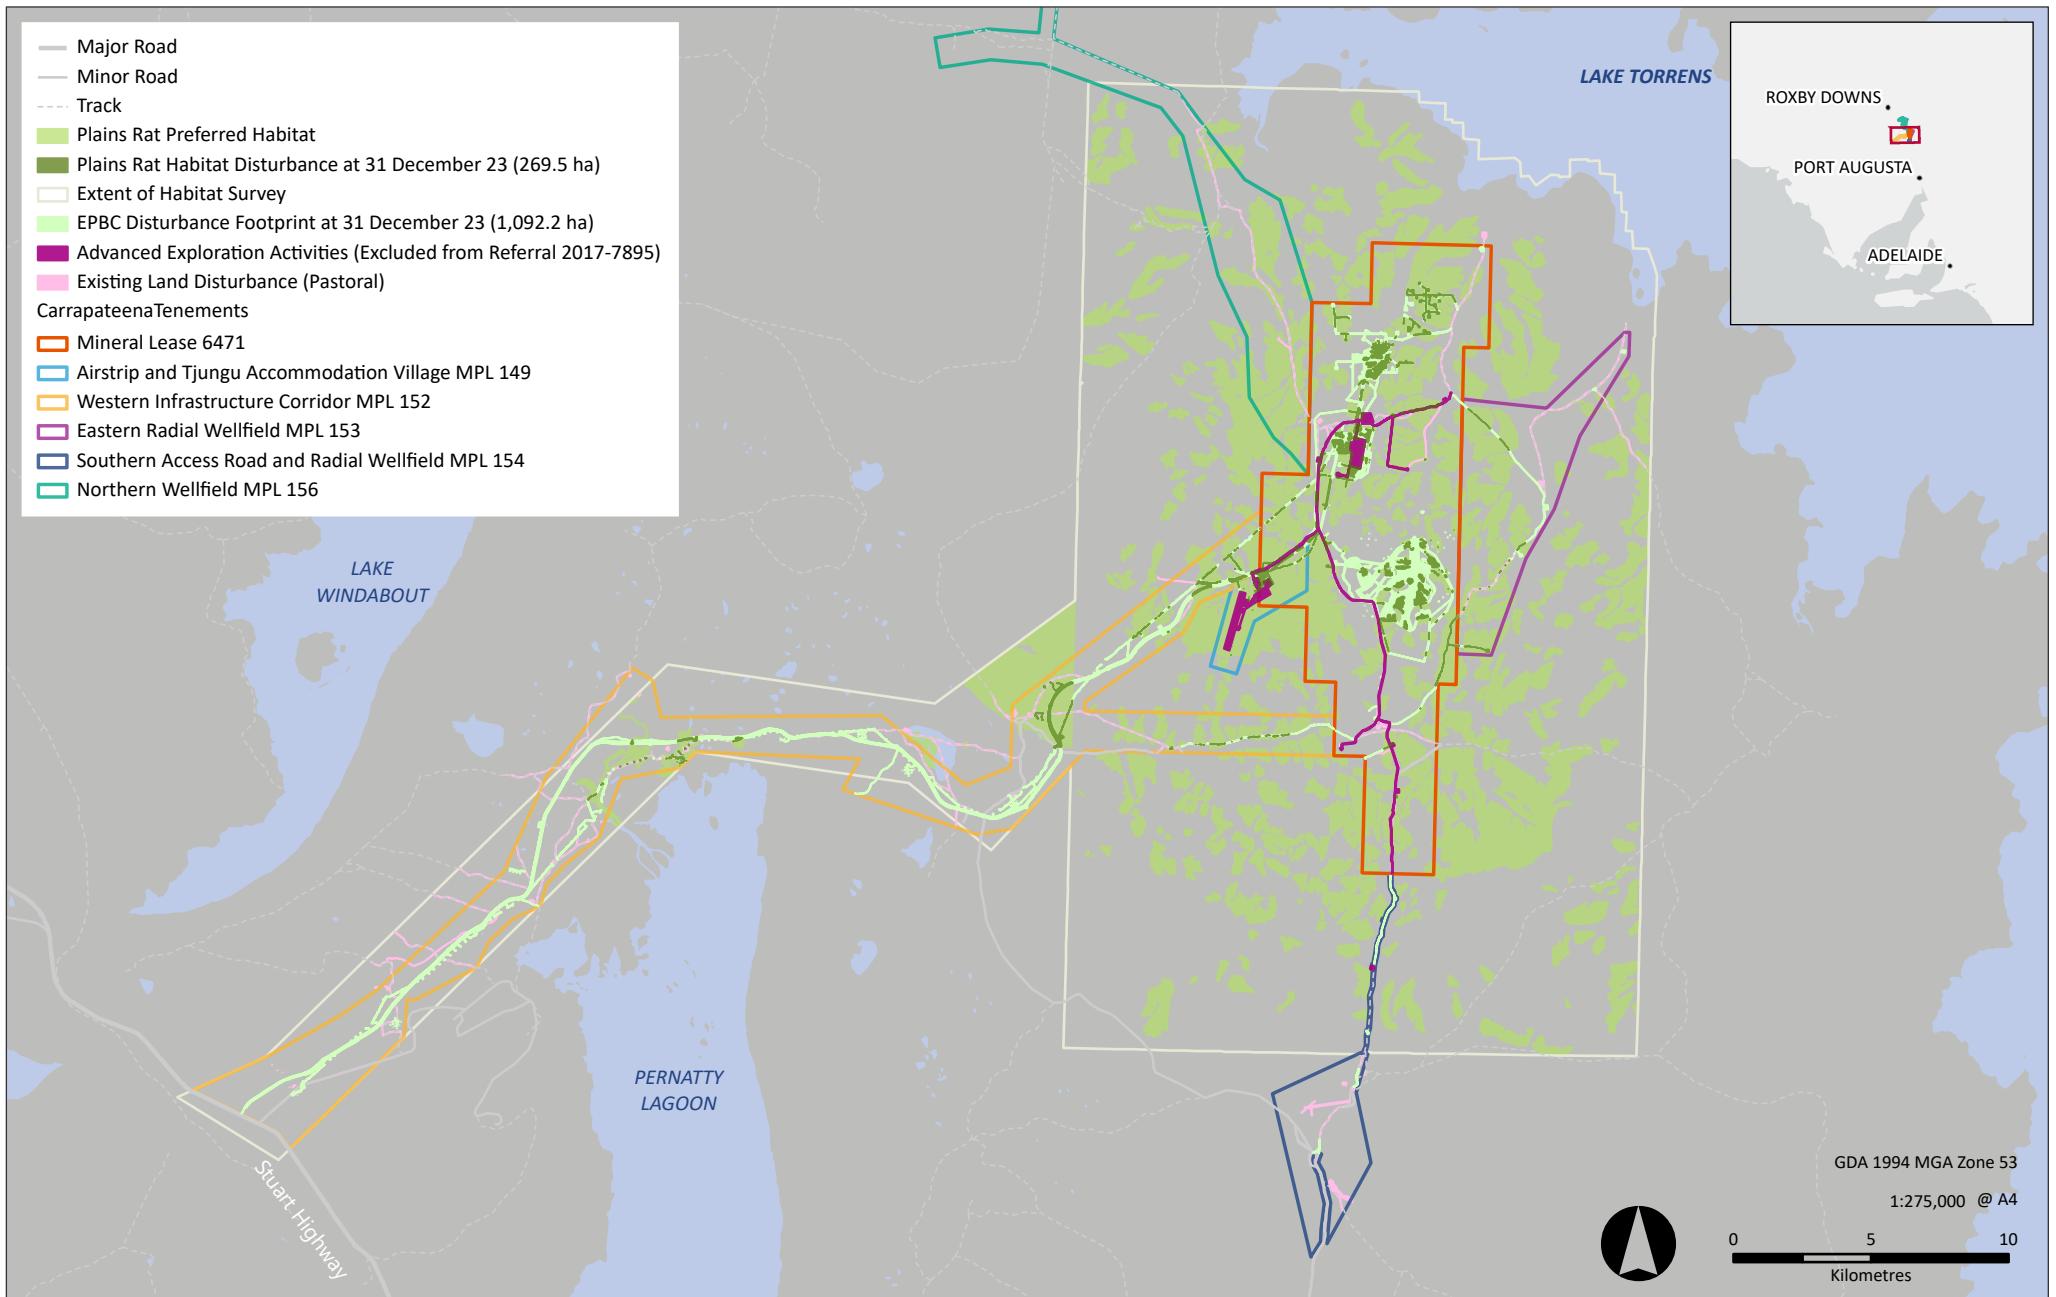 Major Road
Minor Road
Track
Plains Rat Preferred Habitat
Plains Rat Habitat Disturbance at 31 December 23 (269.5 ha)
Extent of Habitat Survey
EPBC Disturbance Footprint at 31 December 23 (1,092.2 ha)
Advanced Exploration Activities (Excluded from Referral 2017-7895)
Existing Land Disturbance (Pastoral)
CarrapateenaTenements
Mineral Lease 6471
Airstrip and Tjungu Accommodation Village MPL 149
Western Infrastructure Corridor MPL 152
Eastern Radial Wellfield MPL 153
Southern Access Road and Radial Wellfield MPL 154
Northern Wellfield MPL 156
LAKE TORRENS
ROXBY DOWNS
PORT AUGUSTA
ADELAIDE
LAKE
WINDABOUT
PERNATTY
LAGOON
Stuart Highway
GDA 1994 MGA Zone 53
1:275,000 @ A4
0 5 10
Kilometres